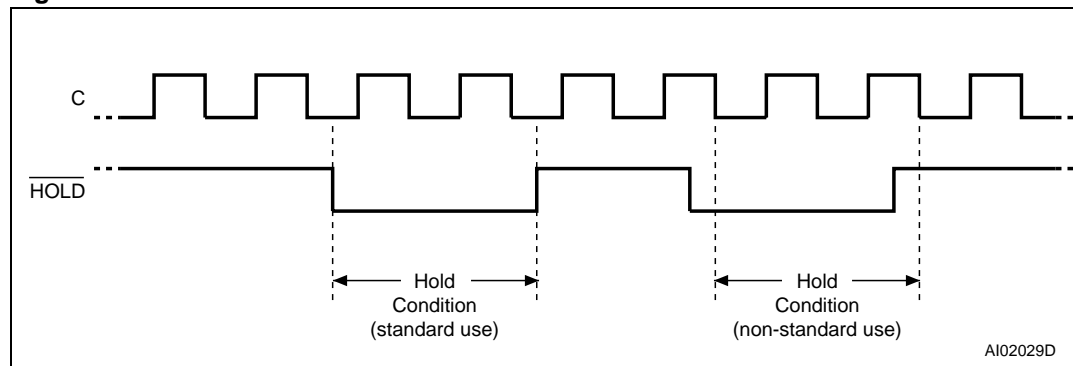 C
HOLD
Hold
Condition
(standard use)
Hold
Condition
(non-standard use)
AI02029D